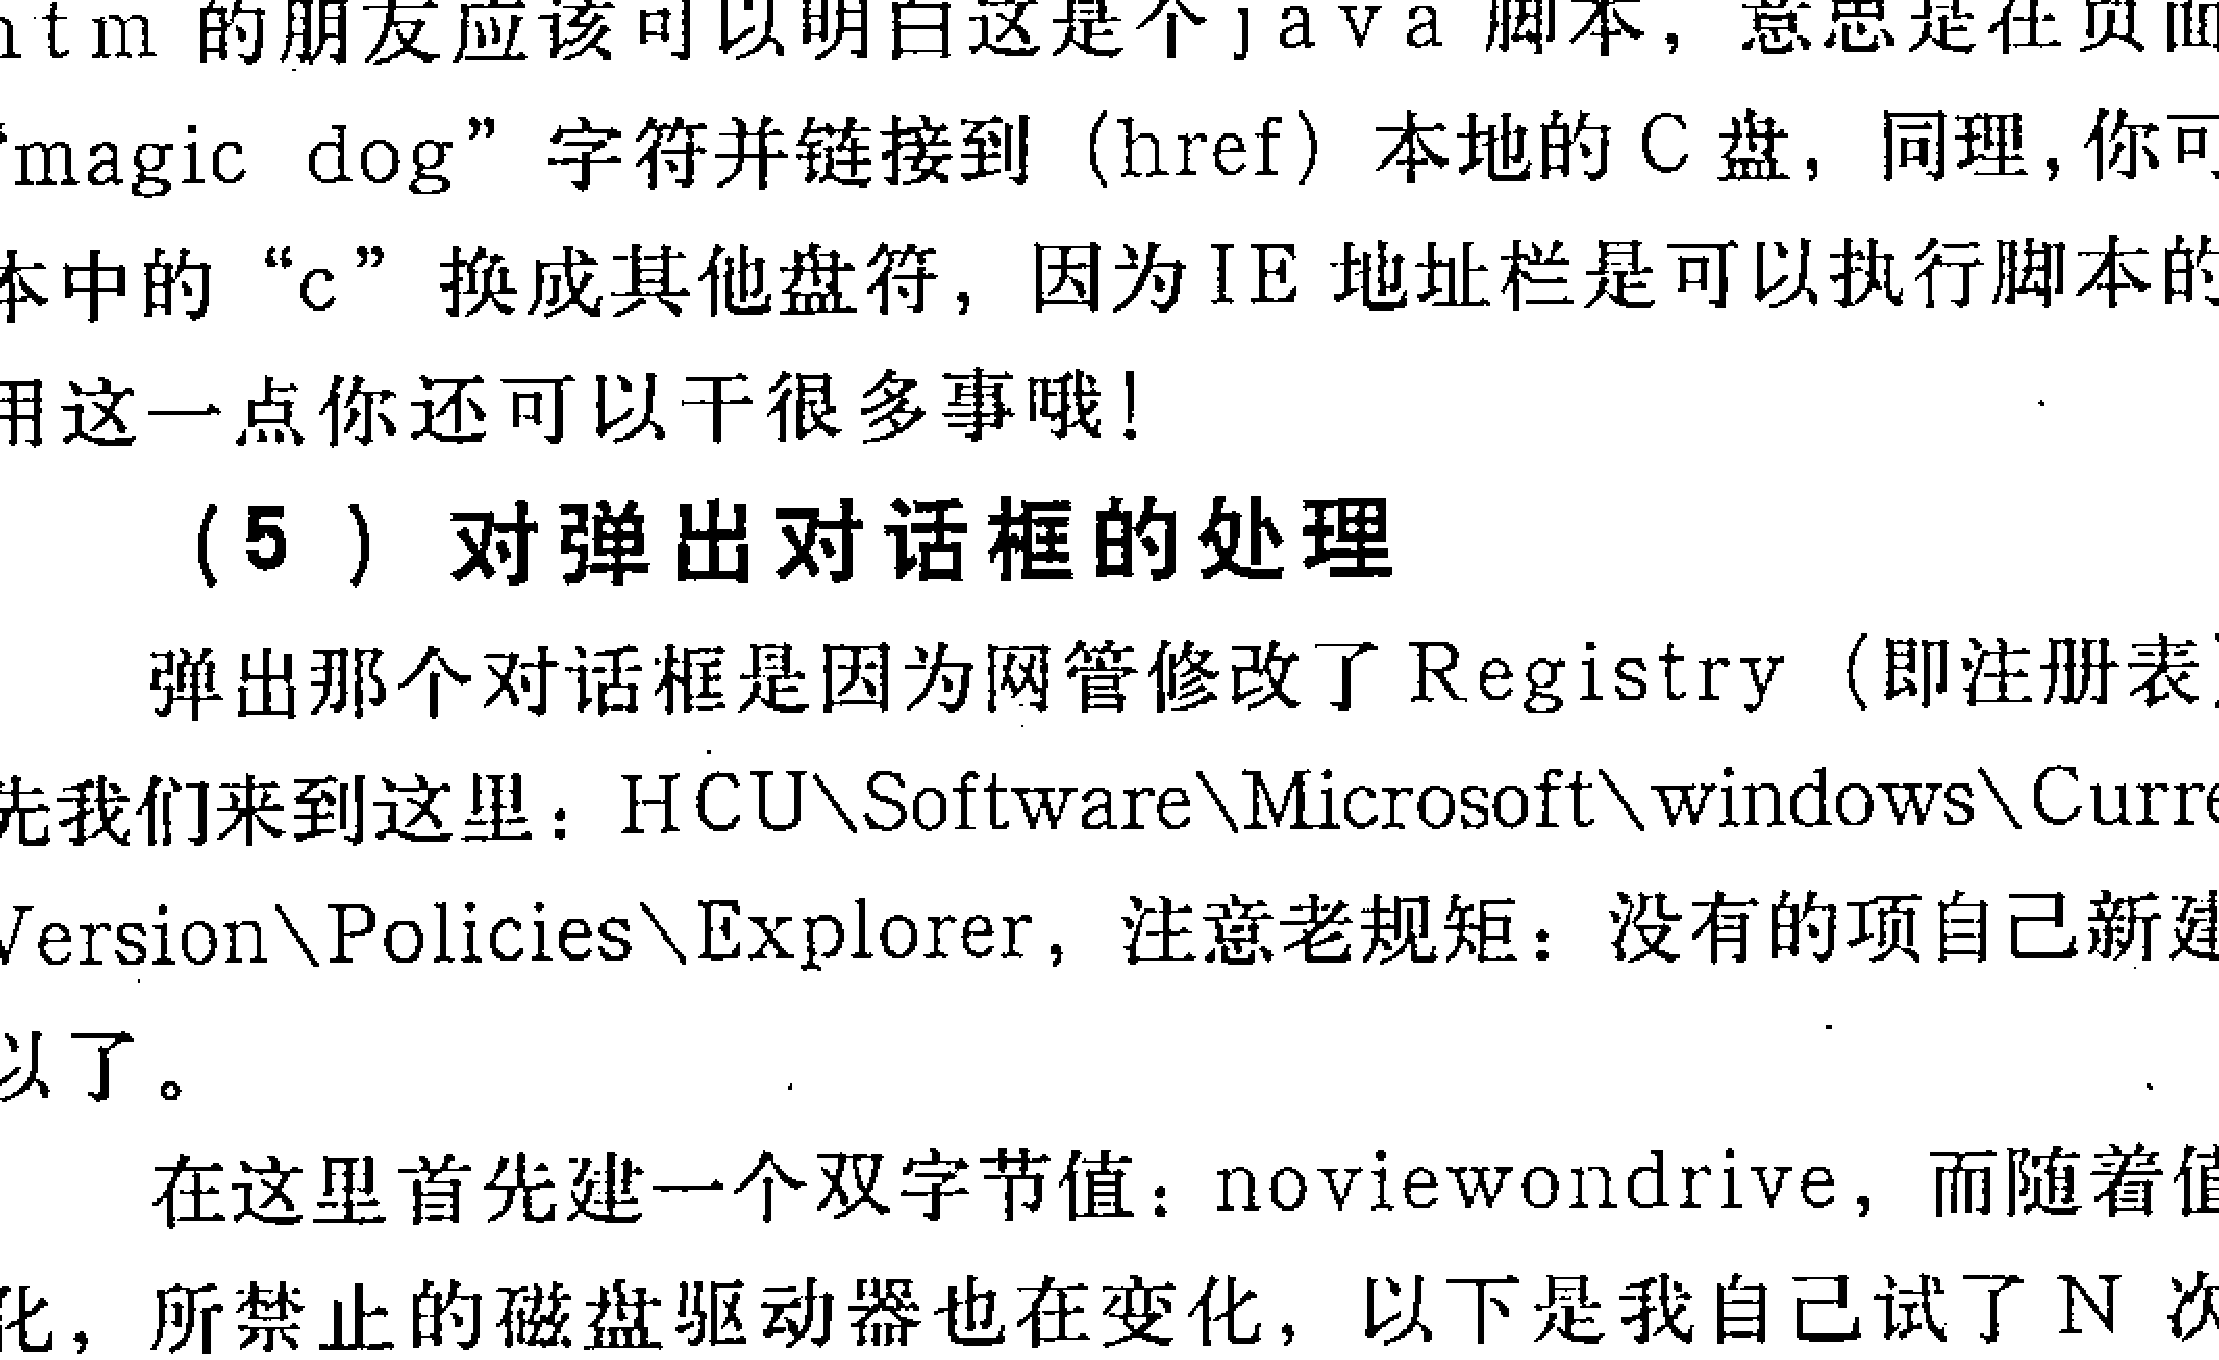 htm 的朋友应该可以明白这是个java 脚本，意思是在页面
“magic dog” 字符并链接到 (href) 本地的 C 盘，同理，你可
本中的 “c” 换成其他盘符，因为 IE 地址栏是可以执行脚本的
用这一点你还可以干很多事哦！
(5 ) 对弹出对话框的处理
弹出那个对话框是因为网管修改了 Registry (即注册表)
先我们来到这里：HCU\Software\Microsoft\windows\Curre
Version\Policies\Explorer，注意老规矩：没有的项自己新建
以了。
在这里首先建一个双字节值：noviewondrive，而随着值
化，所禁止的磁盘驱动器也在变化，以下是我自己试了 N 次